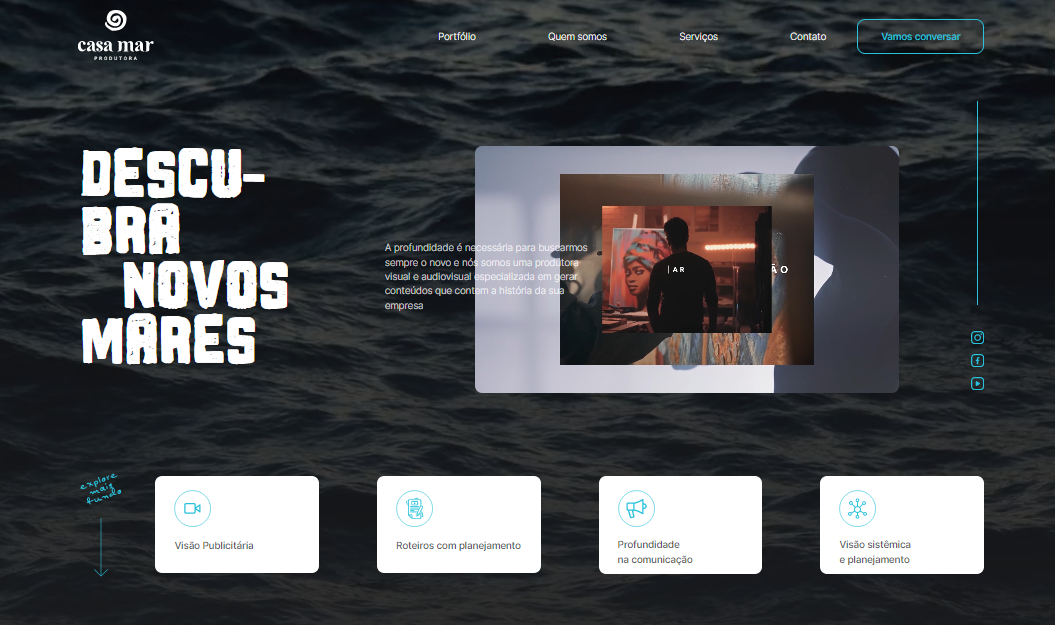 casa mar
PRODUTORA
Portfólio
Quem somos
Serviços
Contato
Vamos conversar
DESCU-
BRA
NOVOS
MARES
A profundidade é necessária para buscarmos
sempre o novo e nós somos uma produtora
visual e audiovisual especializada em gerar
conteúdos que contem a história da sua
empresa
AR
ÃO
explore
mais
fundo
Visão Publicitária
Roteiros com planejamento
Profundidade
na comunicação
Visão sistêmica
e planejamento